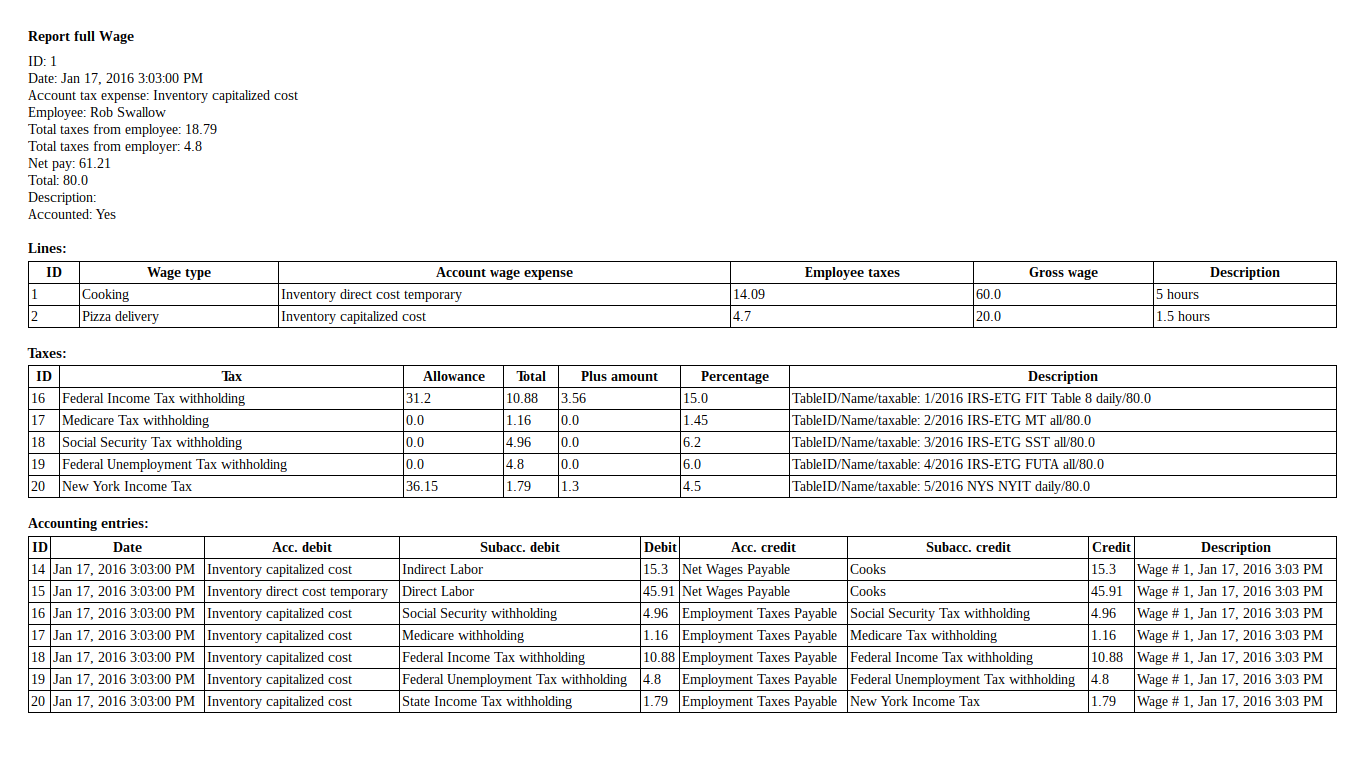 Report full Wage
ID: 1
Date: Jan 17, 2016 3:03:00 PM
Account tax expense: Inventory capitalized cost
Employee: Rob Swallow
Total taxes from employee: 18.79
Total taxes from employer: 4.8
Net pay: 61.21
Total: 80.0
Description:
Accounted: Yes
Lines:
ID Wage type Account wage expense Employee taxes Gross wage Description
1 Cooking Inventory direct cost temporary 14.09 60.0 5 hours
2 Pizza delivery Inventory capitalized cost 4.7 20.0 1.5 hours
Taxes:
ID Tax Allowance Total Plus amount Percentage Description
16 Federal Income Tax withholding 31.2 10.88 3.56 15.0 TableID/Name/taxable: 1/2016 IRS-ETG FIT Table 8 daily/80.0
17 Medicare Tax withholding 0.0 1.16 0.0 1.45 TableID/Name/taxable: 2/2016 IRS-ETG MT all/80.0
18 Social Security Tax withholding 0.0 4.96 0.0 6.2 TableID/Name/taxable: 3/2016 IRS-ETG SST all/80.0
19 Federal Unemployment Tax withholding 0.0 4.8 0.0 6.0 TableID/Name/taxable: 4/2016 IRS-ETG FUTA all/80.0
20 New York Income Tax 36.15 1.79 1.3 4.5 TableID/Name/taxable: 5/2016 NYS NYIT daily/80.0
Accounting entries:
ID Date Acc. debit Subacc. debit Debit Acc. credit Subacc. credit Credit Description
14 Jan 17, 2016 3:03:00 PM Inventory capitalized cost Indirect Labor 15.3 Net Wages Payable Cooks 15.3 Wage # 1, Jan 17, 2016 3:03 PM
15 Jan 17, 2016 3:03:00 PM Inventory direct cost temporary Direct Labor 45.91 Net Wages Payable Cooks 45.91 Wage # 1, Jan 17, 2016 3:03 PM
16 Jan 17, 2016 3:03:00 PM Inventory capitalized cost Social Security withholding 4.96 Employment Taxes Payable Social Security Tax withholding 4.96 Wage # 1, Jan 17, 2016 3:03 PM
17 Jan 17, 2016 3:03:00 PM Inventory capitalized cost Medicare withholding 1.16 Employment Taxes Payable Medicare Tax withholding 1.16 Wage # 1, Jan 17, 2016 3:03 PM
18 Jan 17, 2016 3:03:00 PM Inventory capitalized cost Federal Income Tax withholding 10.88 Employment Taxes Payable Federal Income Tax withholding 10.88 Wage # 1, Jan 17, 2016 3:03 PM
19 Jan 17, 2016 3:03:00 PM Inventory capitalized cost Federal Unemployment Tax withholding 4.8 Employment Taxes Payable Federal Unemployment Tax withholding 4.8 Wage # 1, Jan 17, 2016 3:03 PM
20 Jan 17, 2016 3:03:00 PM Inventory capitalized cost State Income Tax withholding 1.79 Employment Taxes Payable New York Income Tax 1.79 Wage # 1, Jan 17, 2016 3:03 PM